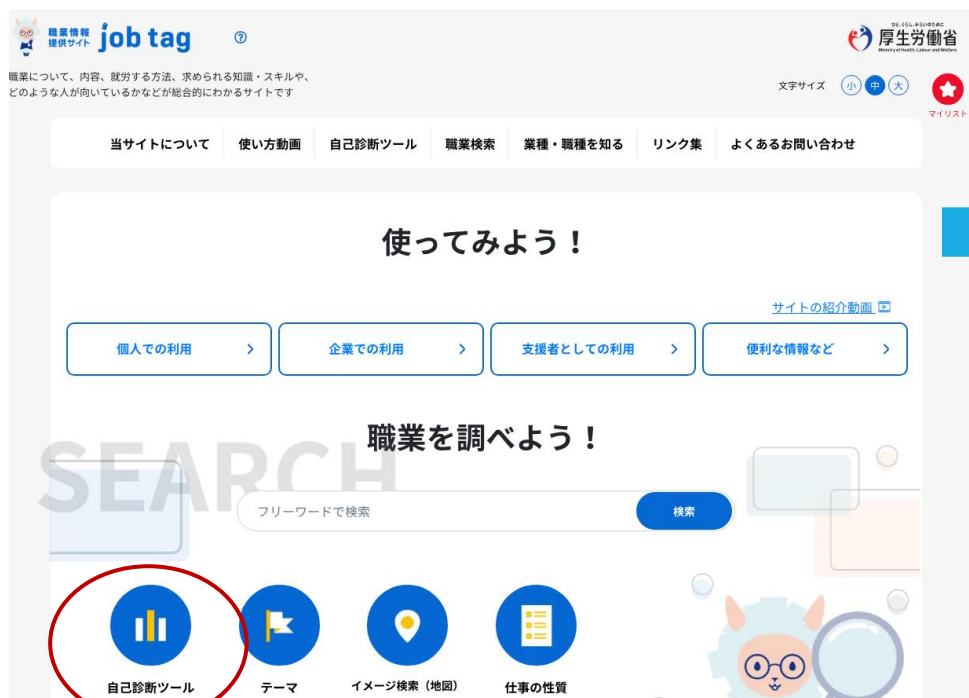 職業情報
提供サイト
job tag
?
ひと、くらし、みらいのために
厚生労働省
Ministry of Health, Labour and Welfare
職業について、内容、就労する方法、求められる知識・スキルや、
どのような人が向いているかなどが総合的にわかるサイトです
文字サイズ 小 中 大
マイリスト
当サイトについて 使い方動画 自己診断ツール 職業検索 業種・職種を知る リンク集 よくあるお問い合わせ
使ってみよう！
サイトの紹介動画
個人での利用 企業での利用 支援者としての利用 便利な情報など
SEARCH
職業を調べよう！
フリーワードで検索 検索
自己診断ツール テーマ イメージ検索（地図） 仕事の性質